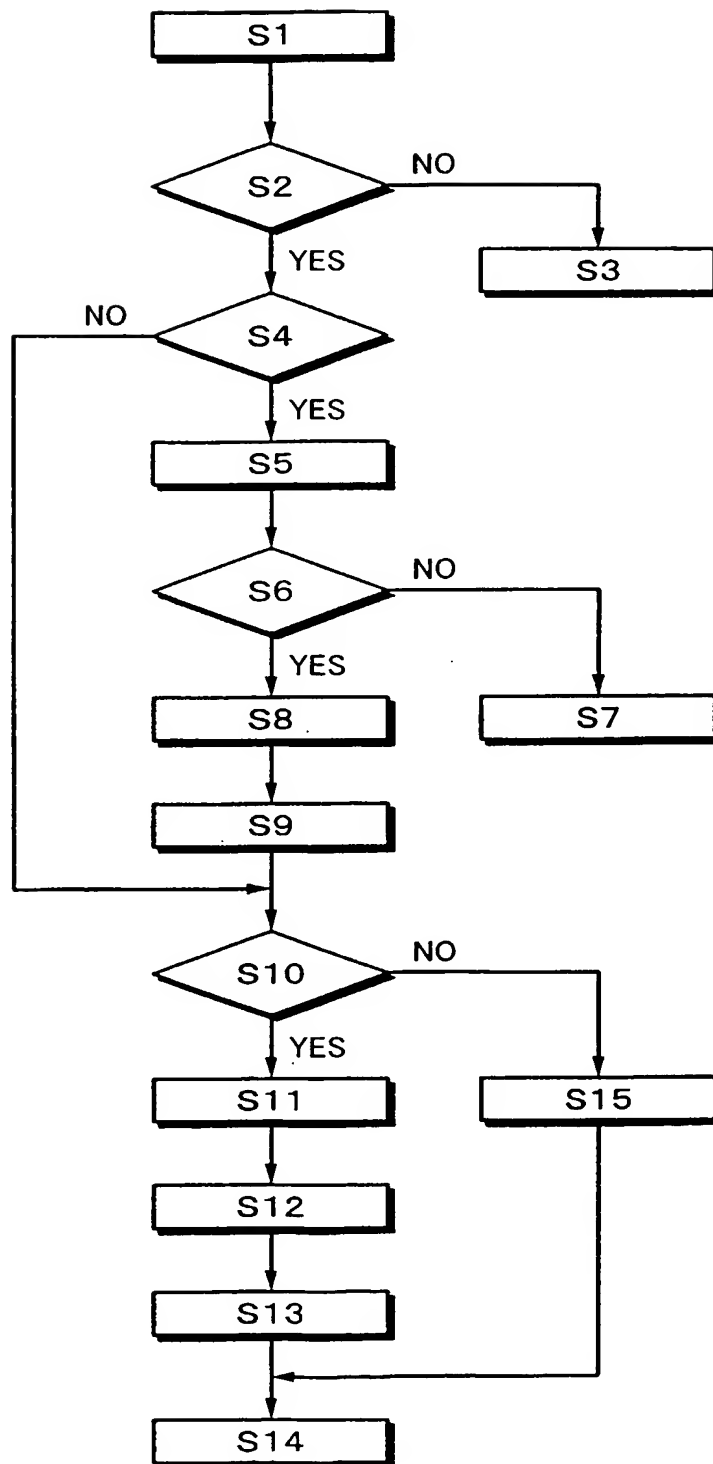 S1
S2
NO
S3
YES
NO
S4
YES
S5
S6
NO
YES
S8
S7
S9
S10
NO
YES
S11
S15
S12
S13
S14